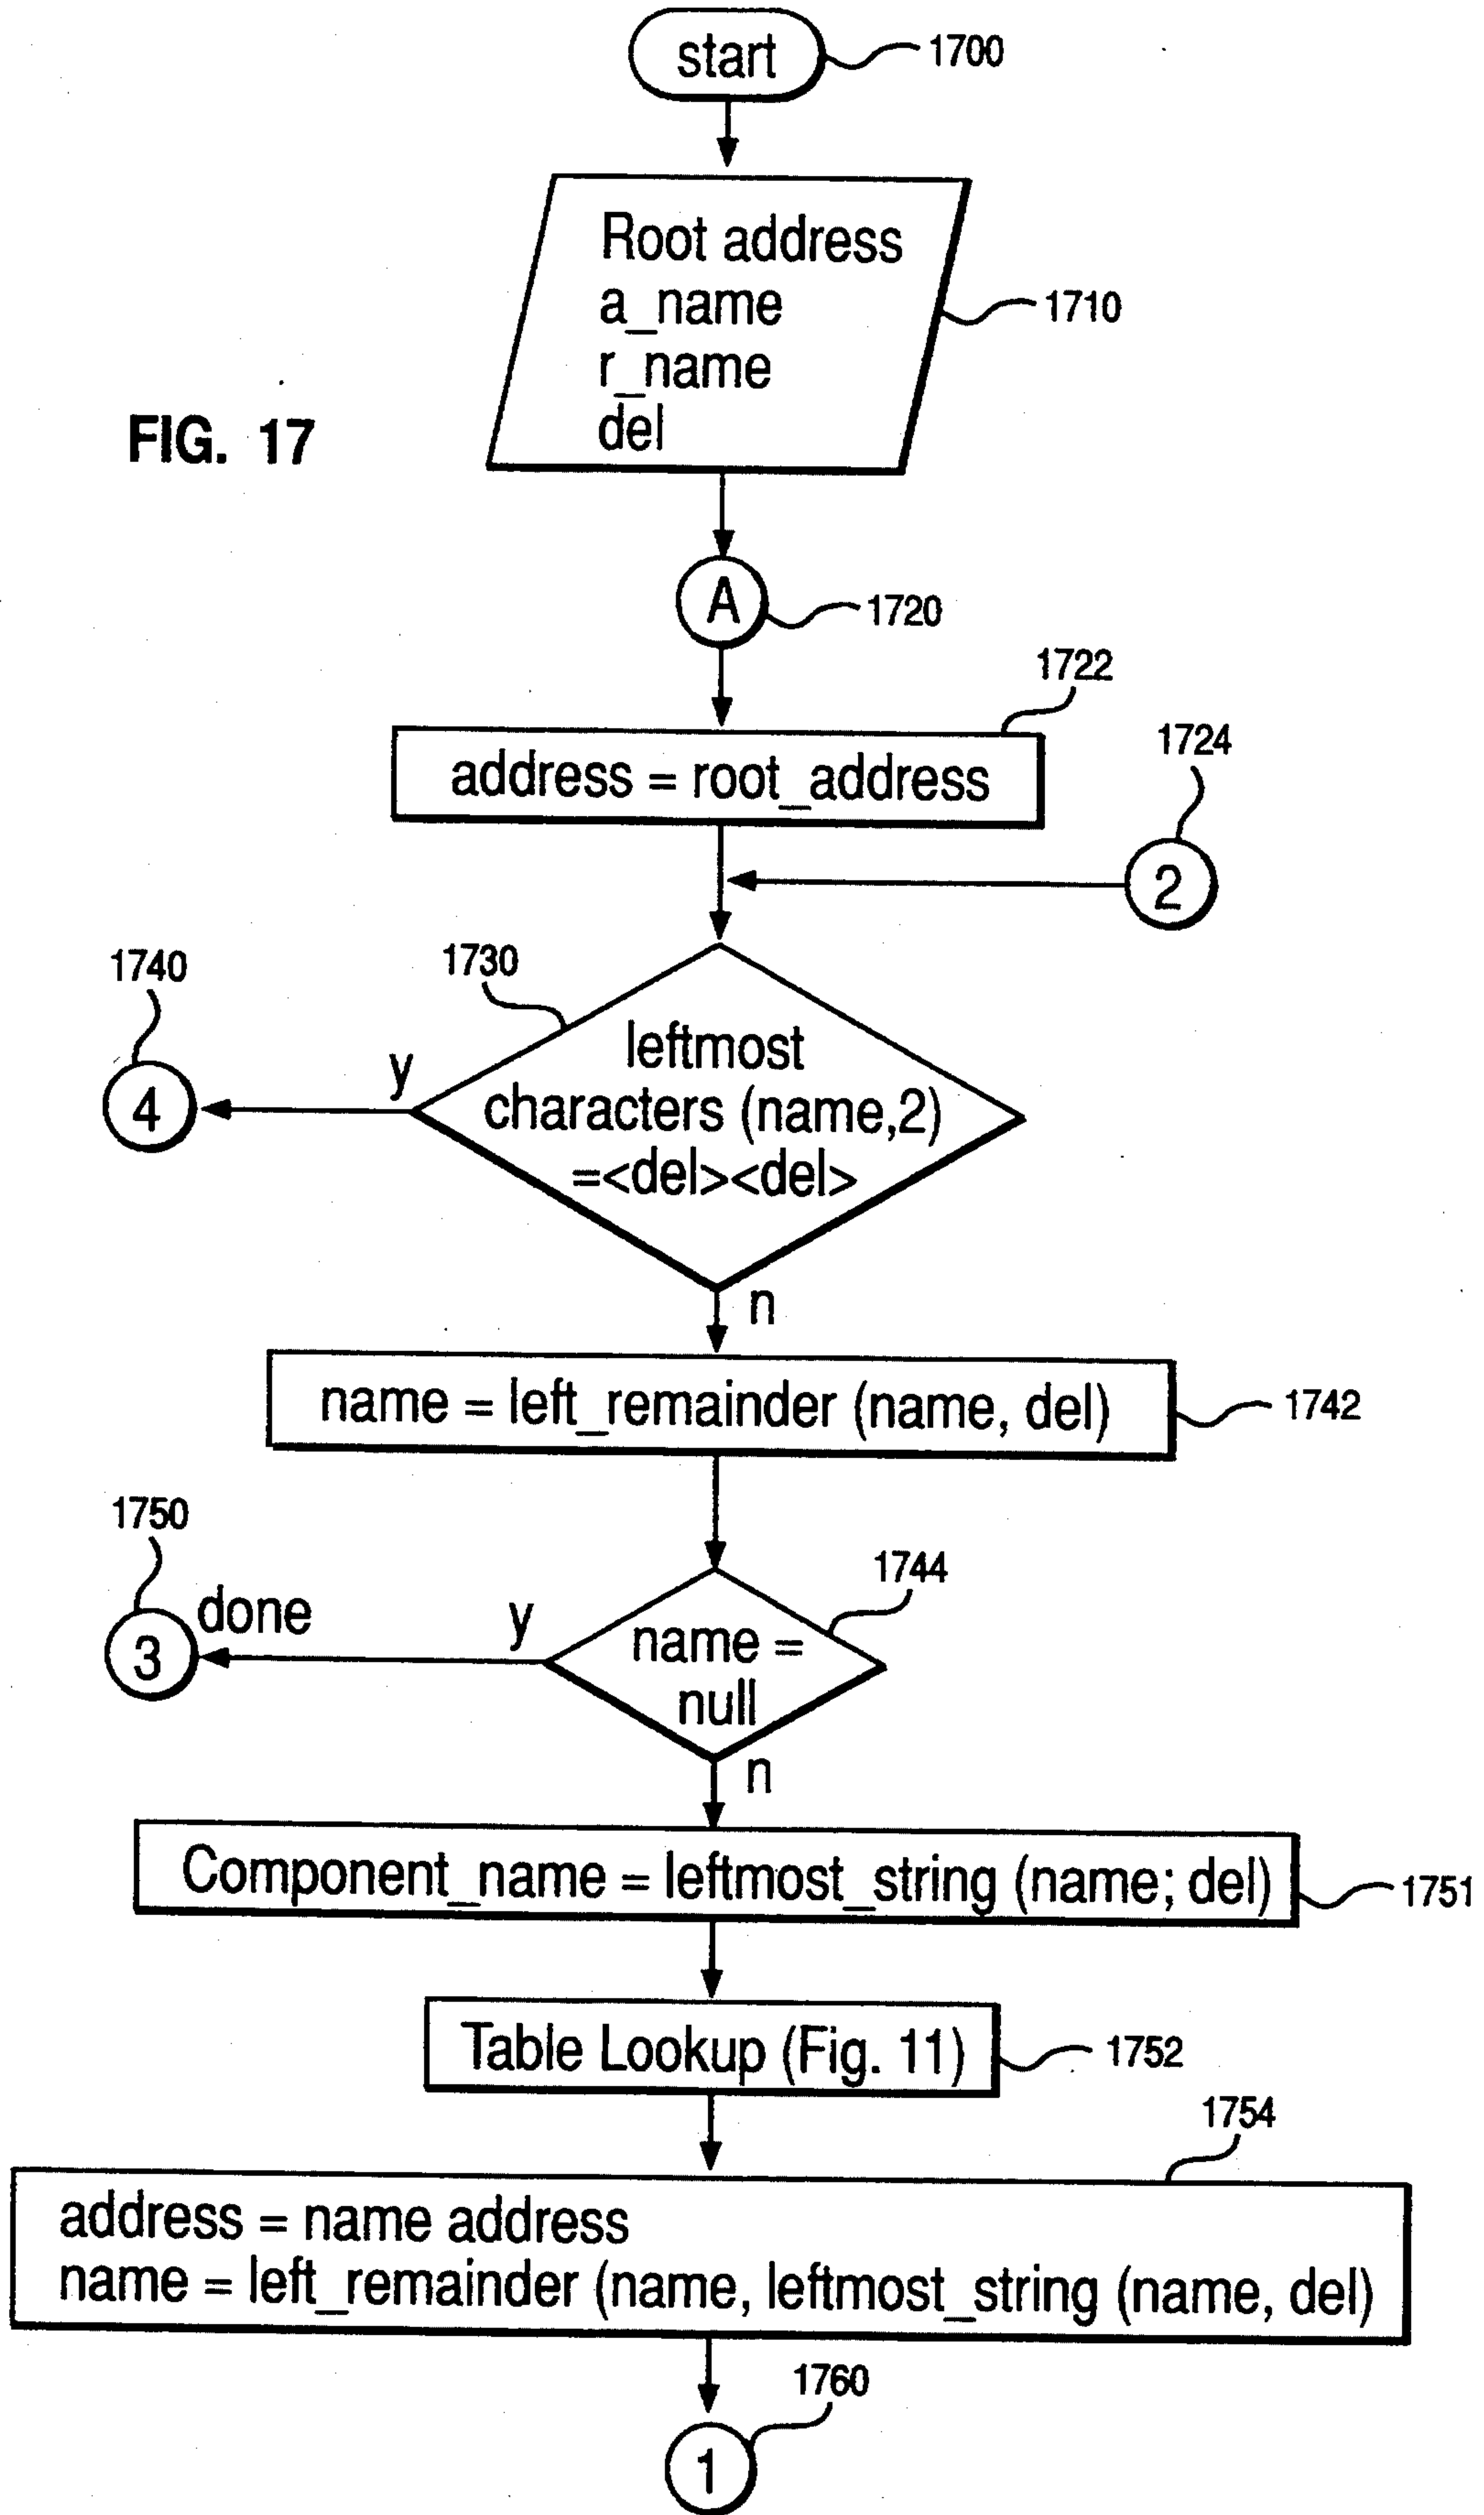 start
1700
Root address
a_name
r_name
del
1710
FIG. 17
A
1720
1722
address = root_address
1724
2
1740
1730
4
y
leftmost
characters (name,2)
=<del><del>
n
name = left_remainder (name, del)
1742
1750
1744
3
done
y
name =
null
n
Component_name = leftmost_string (name; del)
1751
Table Lookup (Fig. 11)
1752
1754
address = name address
name = left_remainder (name, leftmost_string (name, del)
1760
1